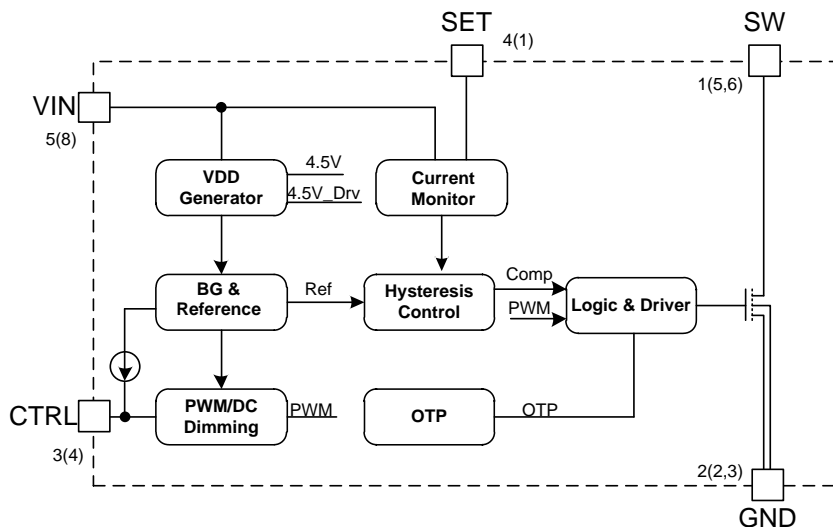 SET
SW
4(1)
1(5,6)
VIN
5(8)
VDD
Generator
4.5V
4.5V_Drv
Current
Monitor
BG &
Reference
Ref
Hysteresis
Control
Comp
PWM
Logic & Driver
CTRL
3(4)
PWM/DC
Dimming
PWM
OTP
OTP
2(2,3)
GND